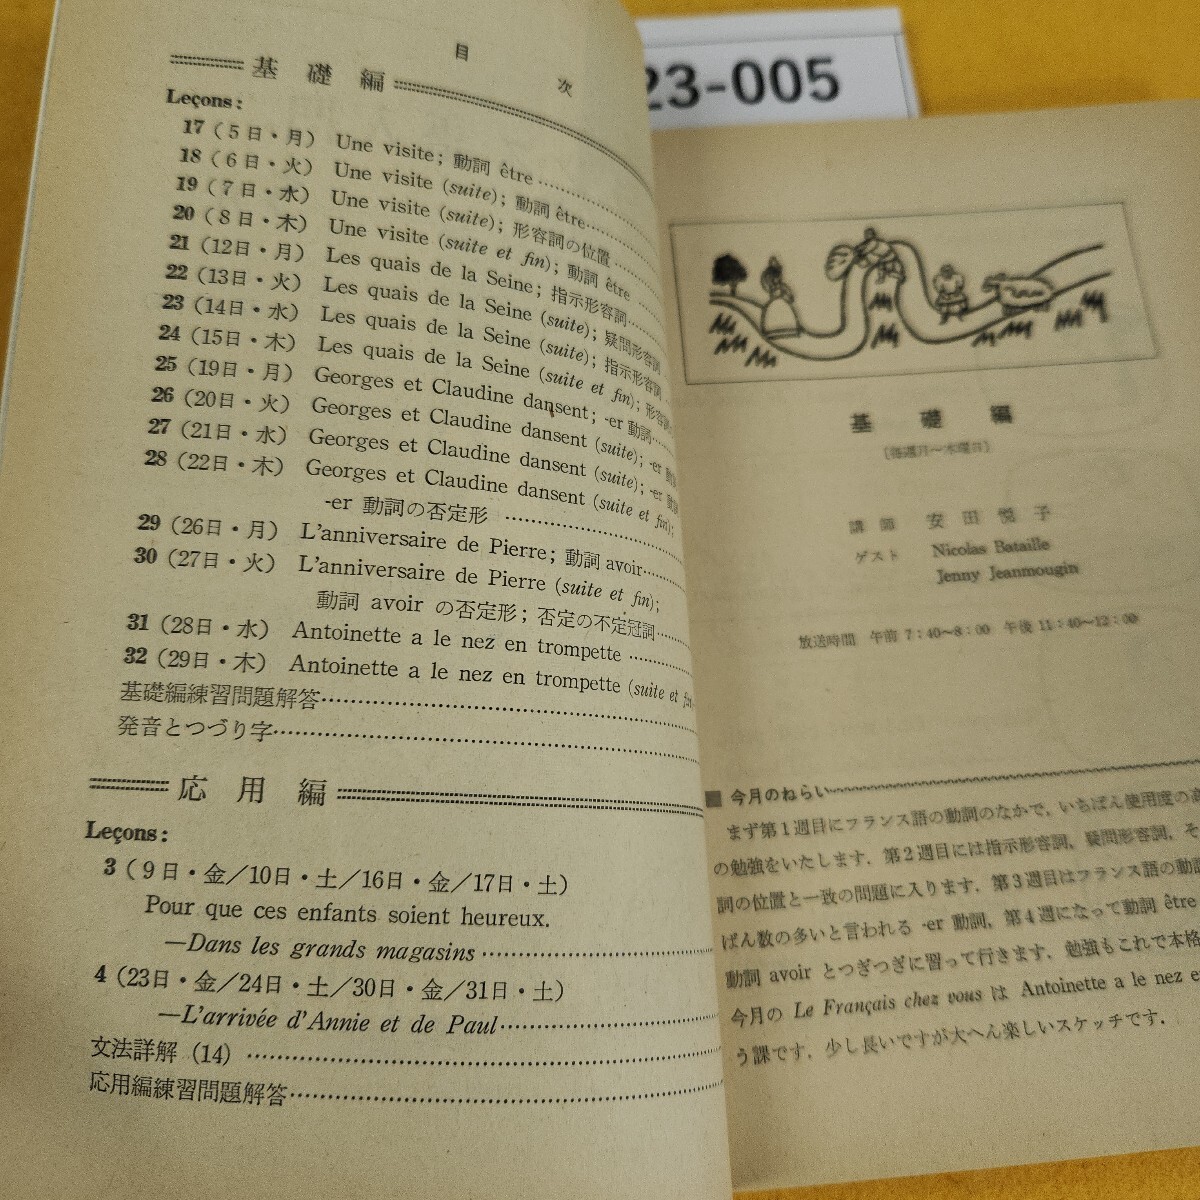 目次
基礎編
Leçons:
17（5日・月） Une visite; 動詞 être
18（6日・火） Une visite (suite); 動詞 être
19（7日・水） Une visite (suite); 形容詞の位置
20（8日・木） Une visite (suite et fin); 動詞 être
21（12日・月） Les quais de la Seine; 指示形容詞
22（13日・火） Les quais de la Seine (suite); 疑問形容詞
23（14日・水） Les quais de la Seine (suite); 指示形容詞
24（15日・木） Les quais de la Seine (suite et fin); 形容詞
25（19日・月） Georges et Claudine dansent; -er 動詞
26（20日・火） Georges et Claudine dansent (suite); -er 動
27（21日・水） Georges et Claudine dansent (suite); -er 動詞
28（22日・木） Georges et Claudine dansent (suite et fin);
-er 動詞の否定形
29（26日・月） L'anniversaire de Pierre; 動詞 avoir
30（27日・火） L'anniversaire de Pierre (suite et fin);
動詞 avoir の否定形; 否定の不定冠詞
31（28日・水） Antoinette a le nez en trompette
32（29日・木） Antoinette a le nez en trompette (suite et fin
基礎編練習問題解答
発音とつづり字
応用編
Leçons:
3（9日・金／10日・土／16日・金／17日・土）
Pour que ces enfants soient heureux.
—Dans les grands magasins
4（23日・金／24日・土／30日・金／31日・土）
—L'arrivée d'Annie et de Paul
文法詳解 (14)
応用編練習問題解答
23-005
基礎編
〔毎週月〜木曜日〕
講師 安田悦子
ゲスト Nicolas Bataille
Jenny Jeanmougin
放送時間 午前 7:40〜8:00 午後 11:40〜12:00
■ 今月のねらい
まず第1週目にフランス語の動詞のなかで，いちばん使用度の高
の勉強をいたします．第2週目には指示形容詞，疑問形容詞，そ
詞の位置と一致の問題に入ります．第3週目はフランス語の動詞
ばん数の多いと言われる -er 動詞，第4週になって動詞 être
動詞 avoir とつぎつぎに習って行きます．勉強もこれで本格
今月の Le Français chez vous は Antoinette a le nez e
う課です．少し長いですが大へん楽しいスケッチです．